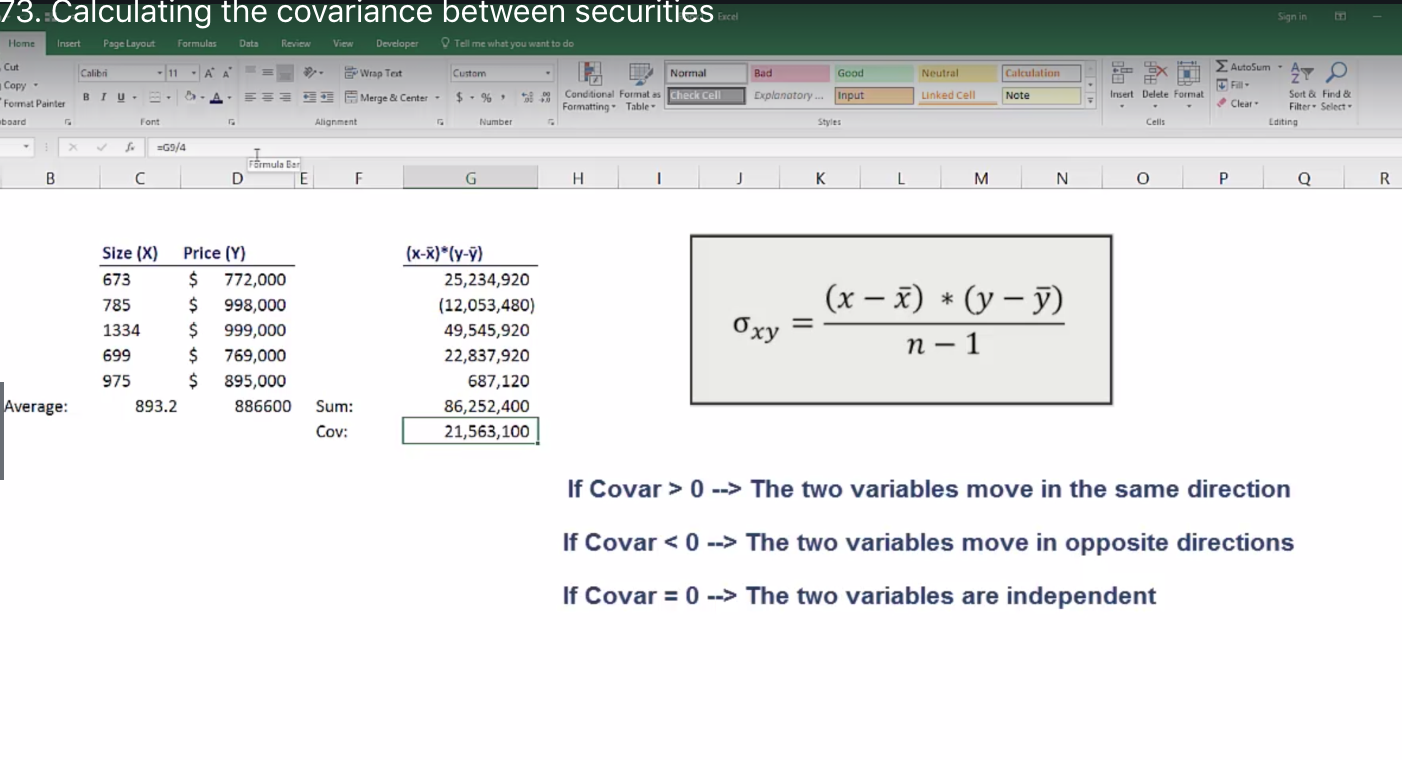 73. Calculating the covariance between securities
Excel
Sign in
Home Insert Page Layout Formulas Data Review View Developer Tell me what you want to do
Cut
Copy
Format Painter
board
Calibri 11 A A
B I U A
Font
Wrap Text
Merge & Center
Alignment
Custom
$ % ,
Number
Conditional Formatting
Format as Table
Normal Bad Good Neutral Calculation
Check Cell Explanatory ... Input Linked Cell Note
Styles
Insert Delete Format
Cells
AutoSum
Fill
Clear
Sort & Filter
Find & Select
Editing
fx =G9/4
Formula Bar
B C D E F G H I J K L M N O P Q R
Size (X) Price (Y) (x-x̄)*(y-ȳ)
673 $ 772,000 25,234,920
785 $ 998,000 (12,053,480)
1334 $ 999,000 49,545,920
699 $ 769,000 22,837,920
975 $ 895,000 687,120
Average: 893.2 886600 Sum: 86,252,400
Cov: 21,563,100
σxy = (x − x̄) * (y − ȳ)
n − 1
If Covar > 0 --> The two variables move in the same direction
If Covar < 0 --> The two variables move in opposite directions
If Covar = 0 --> The two variables are independent